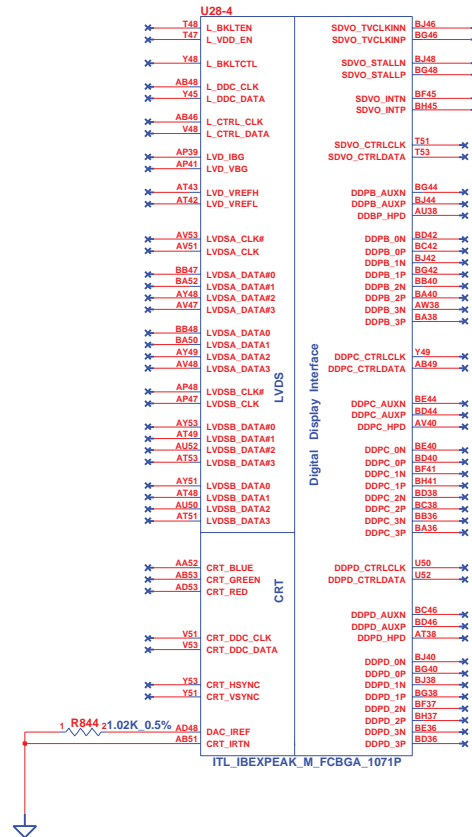 U28-4
T48 L_BKLTEN SDVO_TVCLKINN BJ46
T47 L_VDD_EN SDVO_TVCLKINP BG46
Y48 L_BKLTCTL SDVO_STALLN BJ48
SDVO_STALLP BG48
AB48 L_DDC_CLK
Y45 L_DDC_DATA SDVO_INTN BF45
SDVO_INTP BH45
AB46 L_CTRL_CLK
V48 L_CTRL_DATA
SDVO_CTRLCLK T51
AP39 LVD_IBG SDVO_CTRLDATA T53
AP41 LVD_VBG
AT43 LVD_VREFH DDPB_AUXN BG44
AT42 LVD_VREFL DDPB_AUXP BJ44
DDBP_HPD AU38
AV53 LVDSA_CLK# DDPB_0N BD42
AV51 LVDSA_CLK DDPB_0P BC42
DDPB_1N BJ42
BB47 LVDSA_DATA#0 DDPB_1P BG42
BA52 LVDSA_DATA#1 DDPB_2N BB40
AY48 LVDSA_DATA#2 DDPB_2P BA40
AV47 LVDSA_DATA#3 DDPB_3N AW38
DDPB_3P BA38
BB48 LVDSA_DATA0
BA50 LVDSA_DATA1
AY49 LVDSA_DATA2 DDPC_CTRLCLK Y49
AV48 LVDSA_DATA3 DDPC_CTRLDATA AB49
LVDS
Digital Display Interface
AP48 LVDSB_CLK#
AP47 LVDSB_CLK DDPC_AUXN BE44
DDPC_AUXP BD44
AY53 LVDSB_DATA#0 DDPC_HPD AV40
AT49 LVDSB_DATA#1
AU52 LVDSB_DATA#2 DDPC_0N BE40
AT53 LVDSB_DATA#3 DDPC_0P BD40
DDPC_1N BF41
AY51 LVDSB_DATA0 DDPC_1P BH41
AT48 LVDSB_DATA1 DDPC_2N BD38
AU50 LVDSB_DATA2 DDPC_2P BC38
AT51 LVDSB_DATA3 DDPC_3N BB36
DDPC_3P BA36
AA52 CRT_BLUE DDPD_CTRLCLK U50
AB53 CRT_GREEN DDPD_CTRLDATA U52
AD53 CRT_RED
CRT
DDPD_AUXN BC46
DDPD_AUXP BD46
V51 CRT_DDC_CLK DDPD_HPD AT38
V53 CRT_DDC_DATA
DDPD_0N BJ40
DDPD_0P BG40
Y53 CRT_HSYNC DDPD_1N BJ38
Y51 CRT_VSYNC DDPD_1P BG38
DDPD_2N BF37
DDPD_2P BH37
R844
1 2 1.02K_0.5% AD48 DAC_IREF DDPD_3N BE36
AB51 CRT_IRTN DDPD_3P BD36
ITL_IBEXPEAK_M_FCBGA_1071P